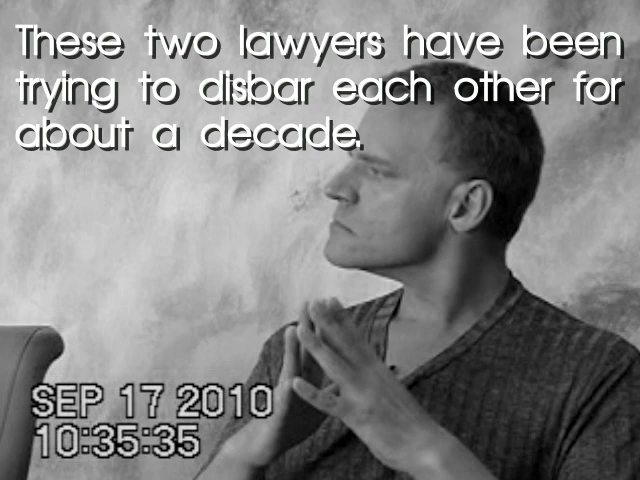 These two lawyers have been
trying to disbar each other for
about a decade.
SEP 17 2010
10:35:35